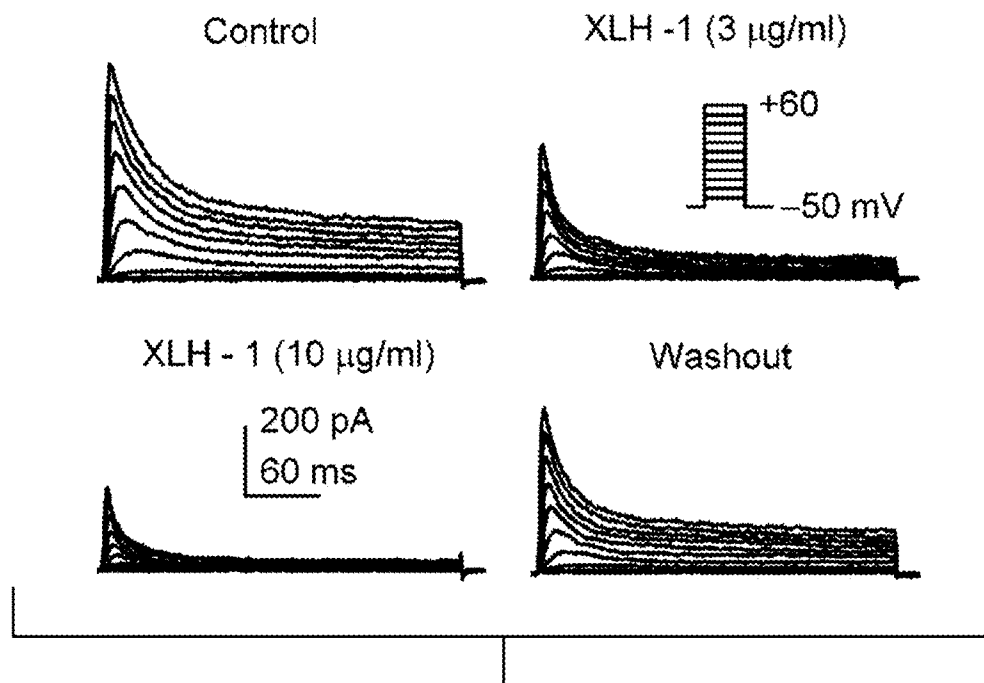 Control
XLH -1 (3 μg/ml)
+60
–50 mV
XLH - 1 (10 μg/ml)
Washout
200 pA
60 ms